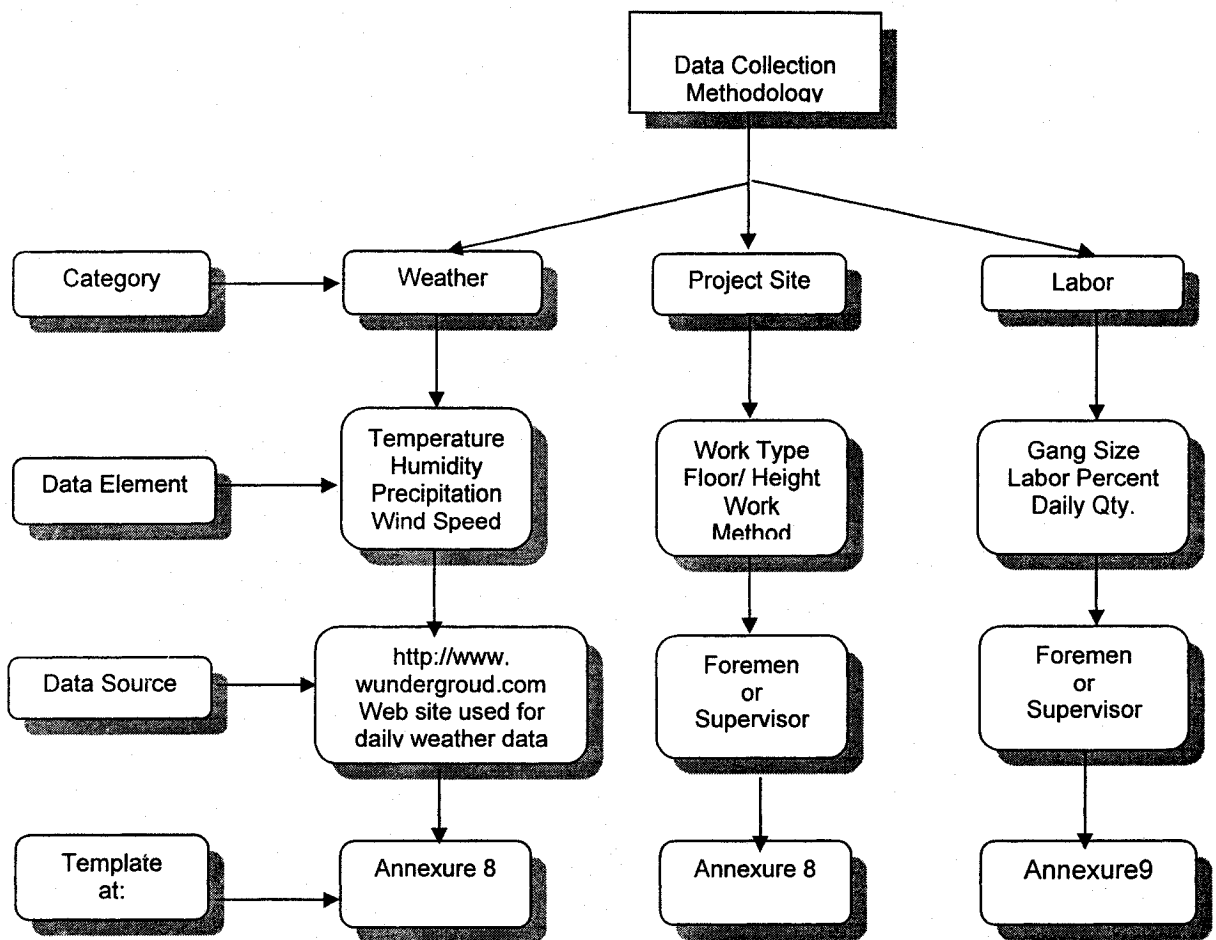 Data Collection
Methodology
Category
Weather
Project Site
Labor
Data Element
Temperature
Humidity
Precipitation
Wind Speed
Work Type
Floor/ Height
Work
Method
Gang Size
Labor Percent
Daily Qty.
Data Source
http://www.
wundergroud.com
Web site used for
daily weather data
Foremen
or
Supervisor
Foremen
or
Supervisor
Template
at:
Annexure 8
Annexure 8
Annexure9